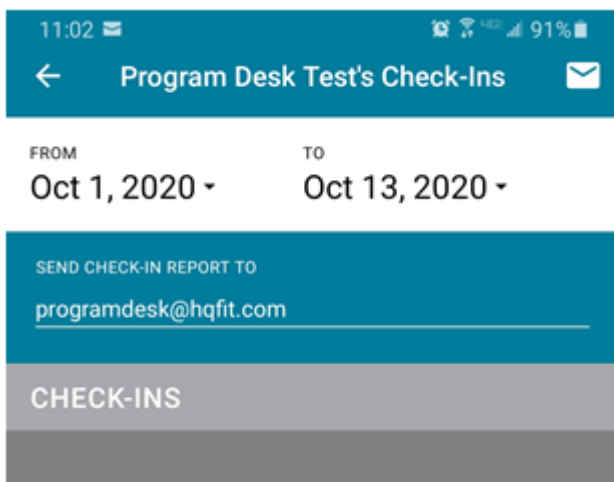 11:02 91%
Program Desk Test's Check-Ins
FROM TO
Oct 1, 2020 Oct 13, 2020
SEND CHECK-IN REPORT TO
programdesk@hqfit.com
CHECK-INS